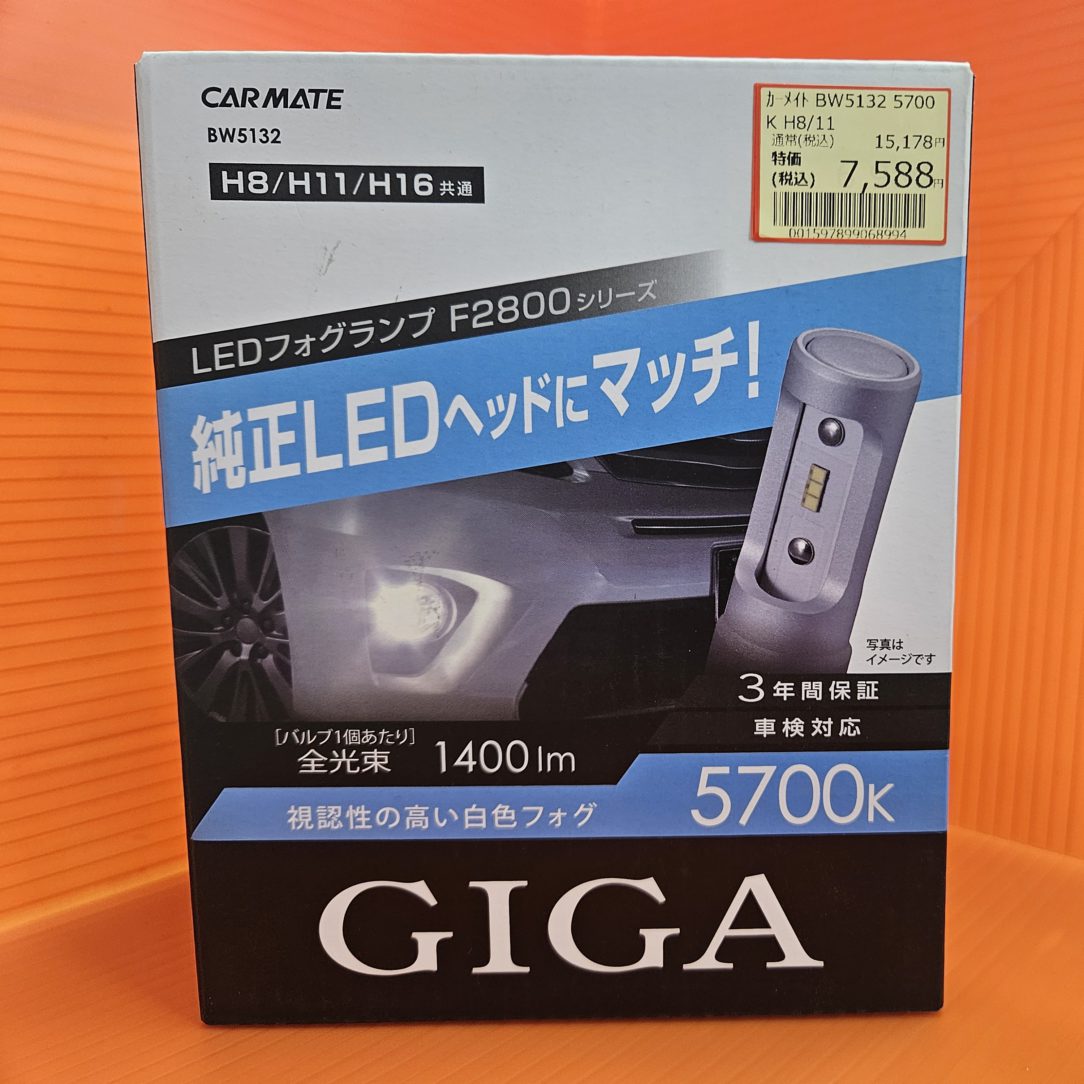 CARMATE
BW5132
H8/H11/H16共通
ｶｰﾒｲﾄ BW5132 5700
K H8/11
通常(税込) 15,178円
特価
(税込) 7,588円
001597899068994
LEDフォグランプ F2800シリーズ
純正LEDヘッドにマッチ!
写真は
イメージです
3年間保証
車検対応
[バルブ1個あたり]
全光束 1400lm
視認性の高い白色フォグ 5700K
GIGA